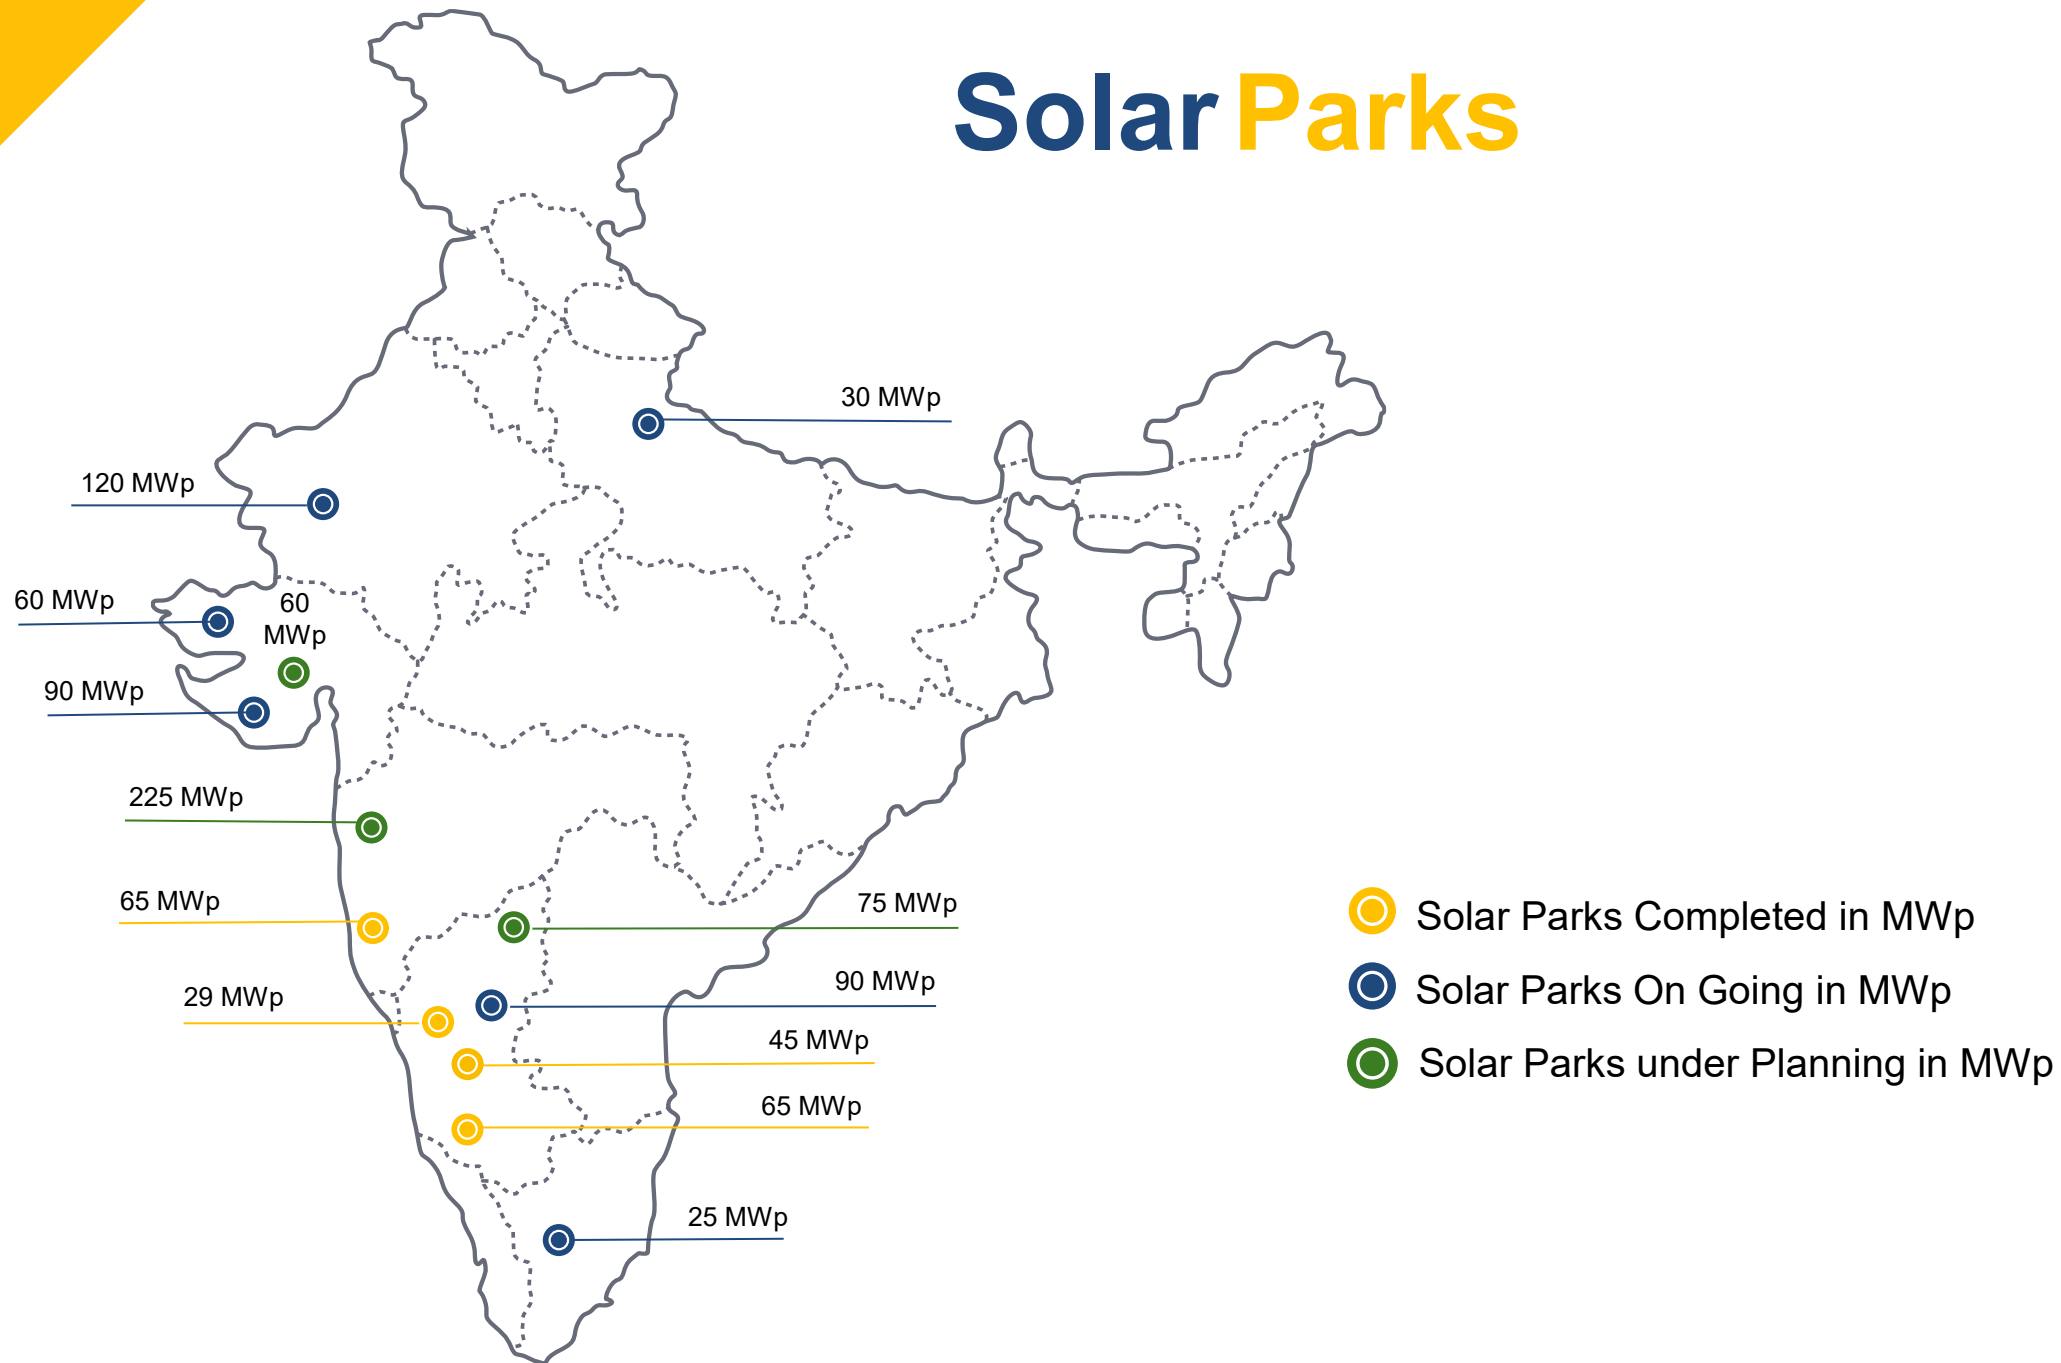 Solar Parks
30 MWp
120 MWp
60 MWp
60
MWp
90 MWp
225 MWp
65 MWp
75 MWp
29 MWp
90 MWp
45 MWp
65 MWp
25 MWp
Solar Parks Completed in MWp
Solar Parks On Going in MWp
Solar Parks under Planning in MWp